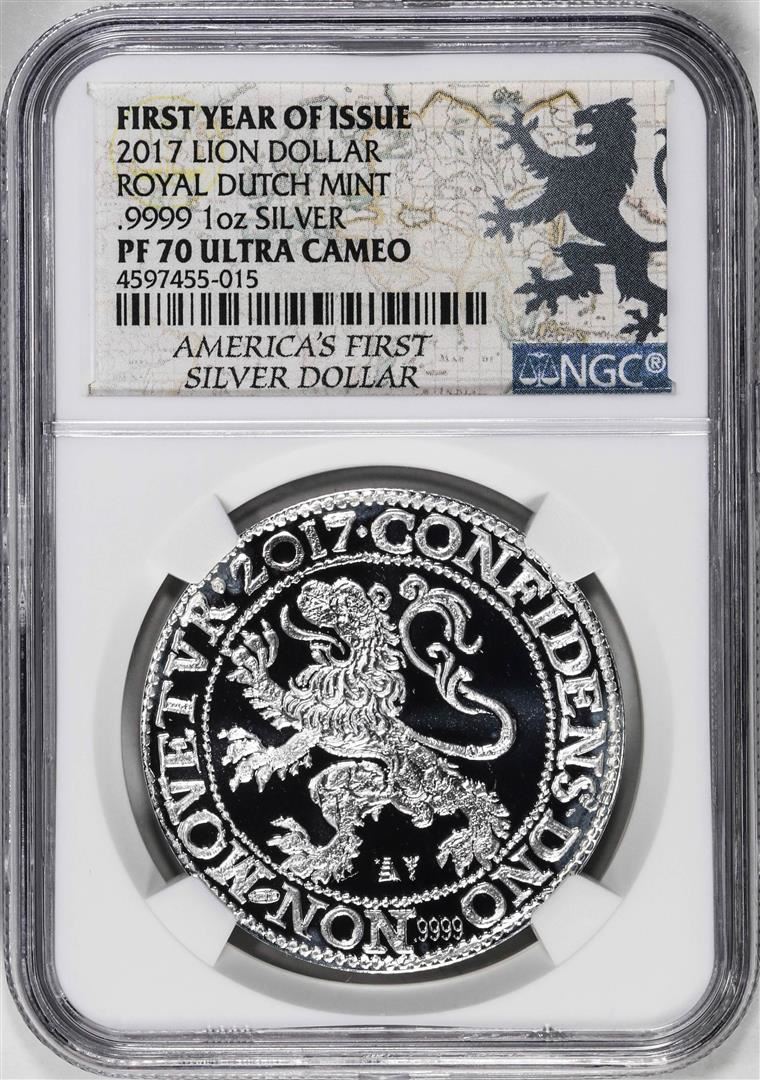 FIRST YEAR OF ISSUE
2017 LION DOLLAR
ROYAL DUTCH MINT
.9999 1oz SILVER
PF 70 ULTRA CAMEO
4597455-015
AMERICA'S FIRST
SILVER DOLLAR
NGC®
·2017·CONFIDENS·DNO
NON·MOVETVR
.9999